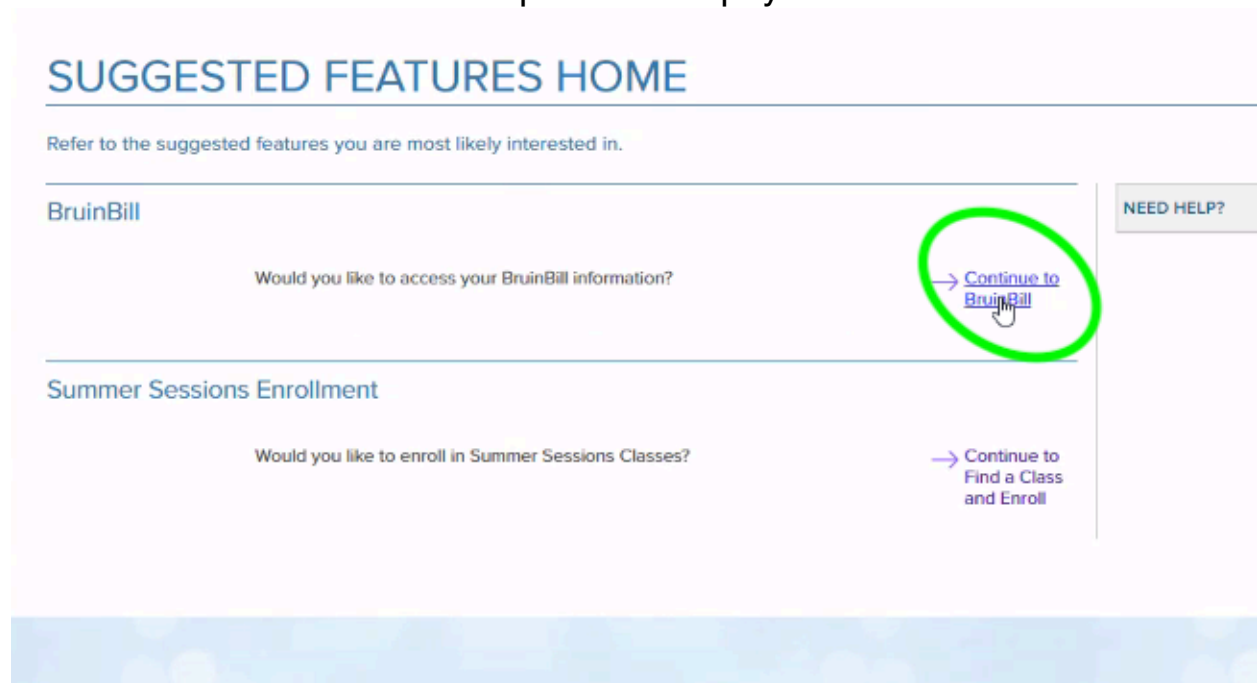 SUGGESTED FEATURES HOME
Refer to the suggested features you are most likely interested in.
BruinBill
NEED HELP?
Would you like to access your BruinBill information?
Continue to
BruinBill
Summer Sessions Enrollment
Would you like to enroll in Summer Sessions Classes?
Continue to
Find a Class
and Enroll